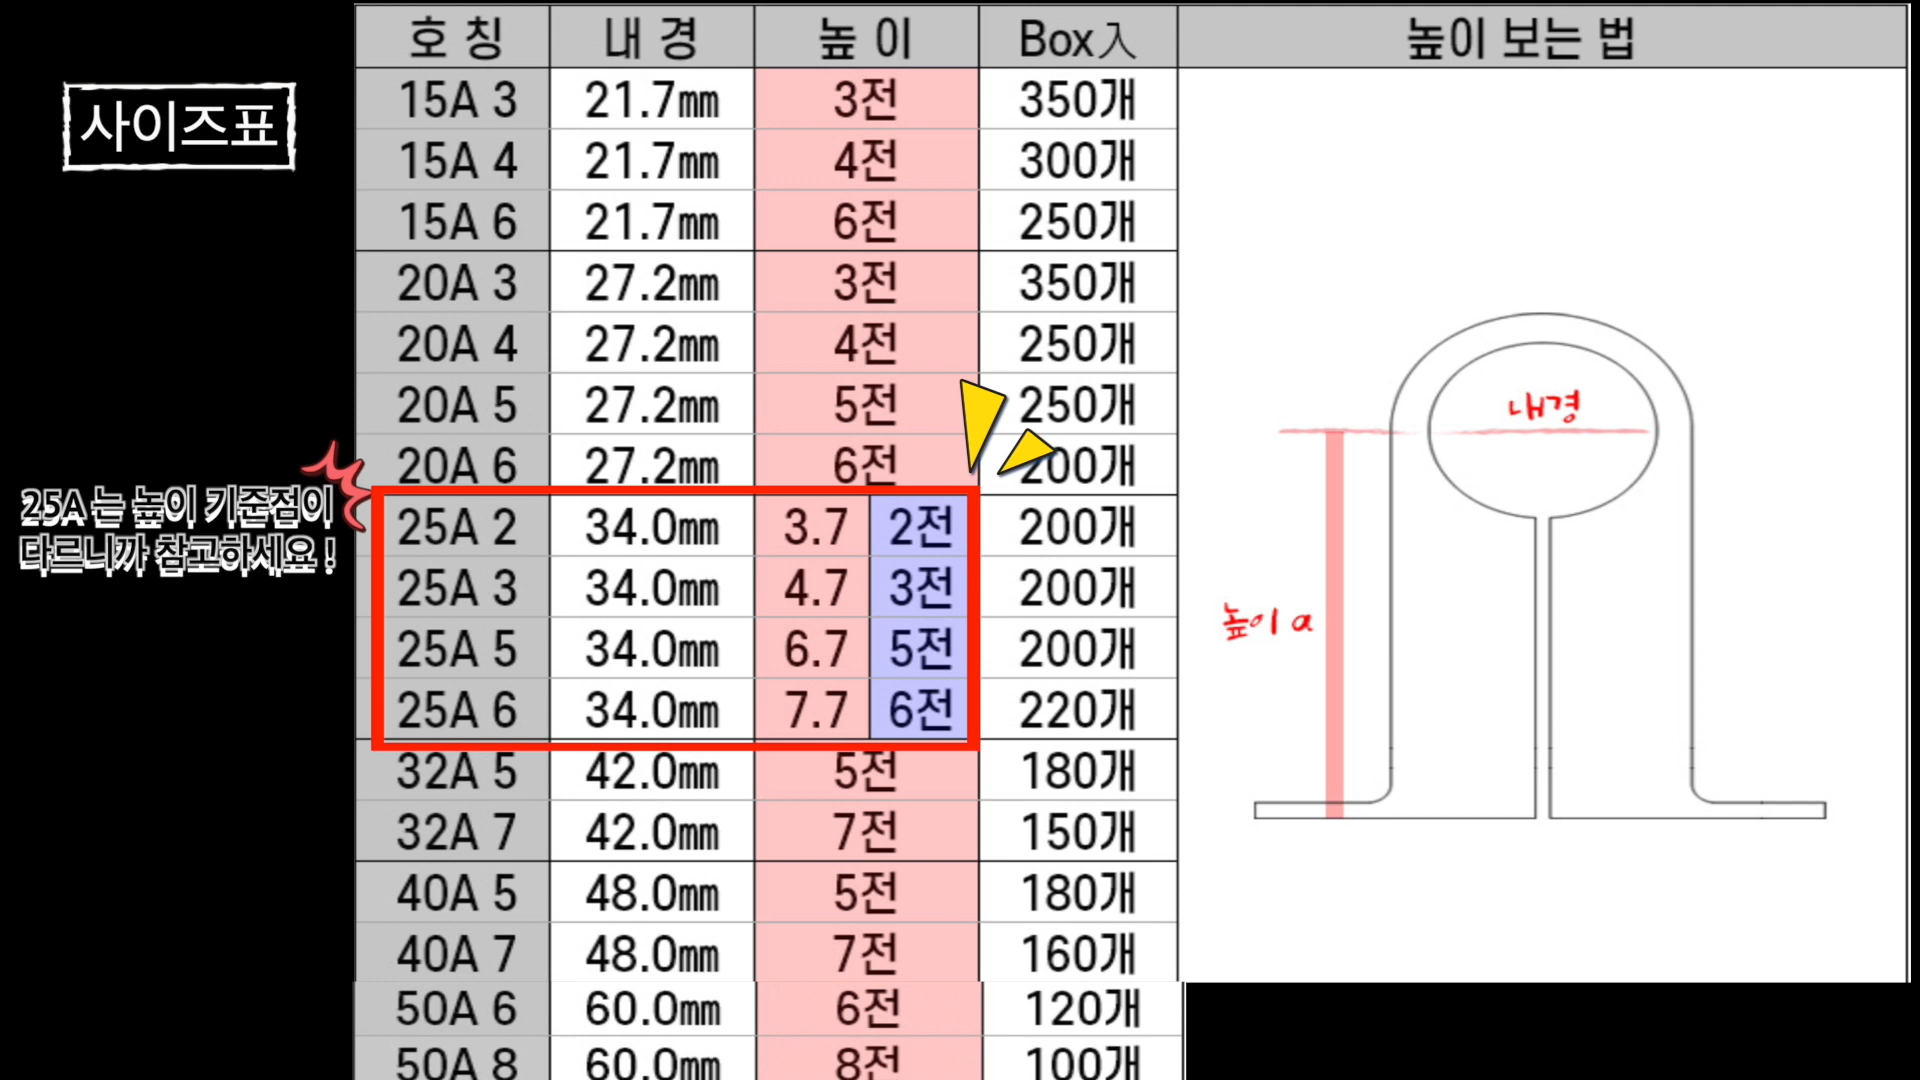 사이즈표
25A 는 높이 기준점이
다르니까 참고하세요 !
호 칭 내 경 높 이 Box入 높이 보는 법
15A 3 21.7㎜ 3전 350개
15A 4 21.7㎜ 4전 300개
15A 6 21.7㎜ 6전 250개
20A 3 27.2㎜ 3전 350개
20A 4 27.2㎜ 4전 250개
20A 5 27.2㎜ 5전 250개
20A 6 27.2㎜ 6전 200개
25A 2 34.0㎜ 3.7 2전 200개
25A 3 34.0㎜ 4.7 3전 200개
25A 5 34.0㎜ 6.7 5전 200개
25A 6 34.0㎜ 7.7 6전 220개
32A 5 42.0㎜ 5전 180개
32A 7 42.0㎜ 7전 150개
40A 5 48.0㎜ 5전 180개
40A 7 48.0㎜ 7전 160개
50A 6 60.0㎜ 6전 120개
50A 8 60.0㎜ 8전 100개
내경
높이 a